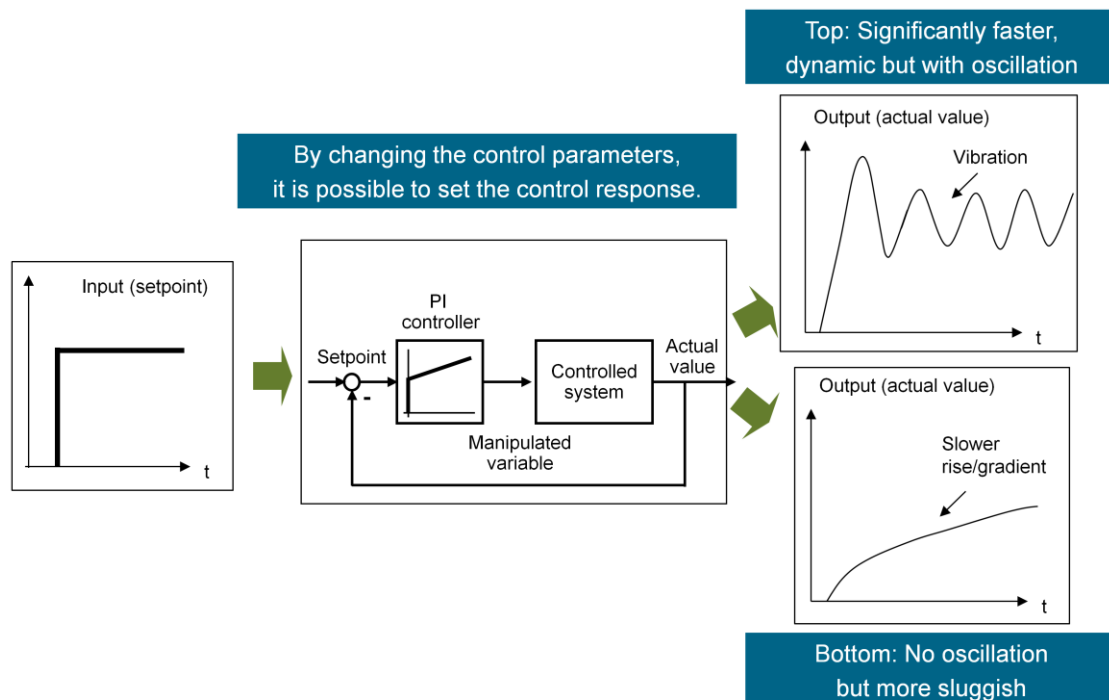 Top: Significantly faster,
dynamic but with oscillation
By changing the control parameters,
it is possible to set the control response.
Output (actual value)
Vibration
t
Input (setpoint)
t
PI
controller
Setpoint
-
Controlled
system
Actual
value
Manipulated
variable
Output (actual value)
Slower
rise/gradient
t
Bottom: No oscillation
but more sluggish